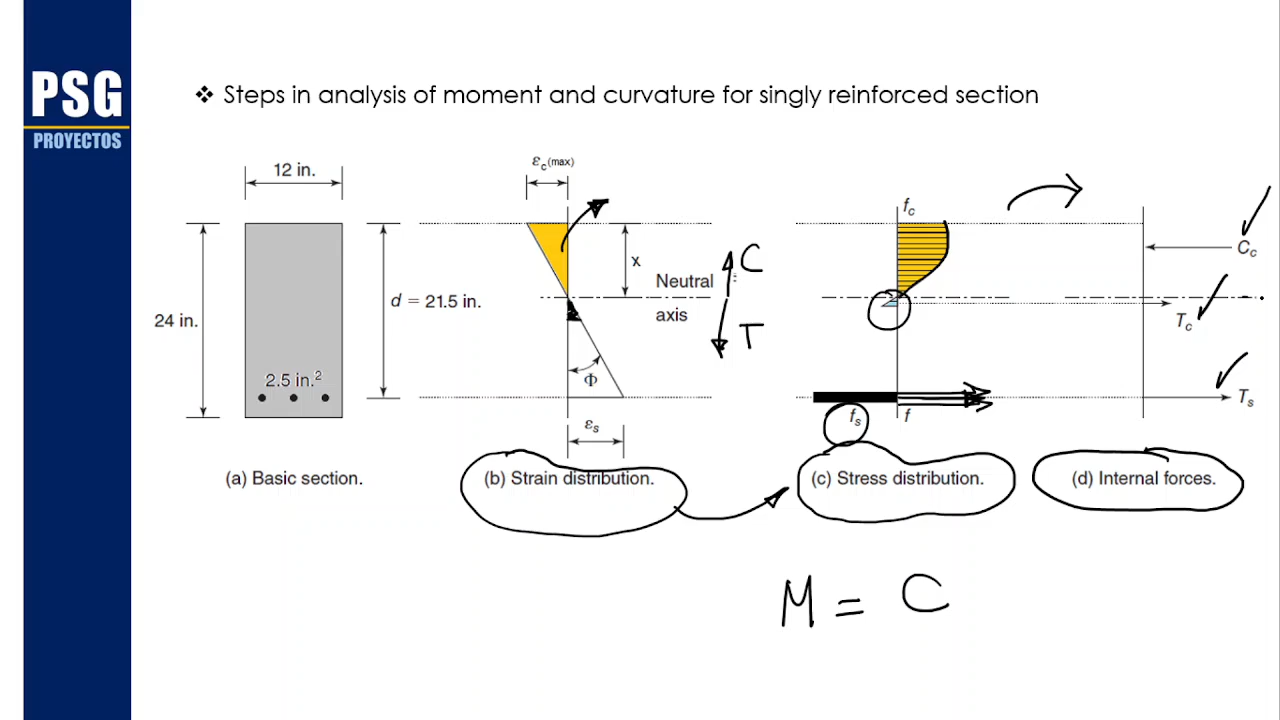 PSG
PROYECTOS
❖ Steps in analysis of moment and curvature for singly reinforced section
12 in.
24 in.
2.5 in.²
d = 21.5 in.
(a) Basic section.
εc(max)
x
Neutral
axis
C
T
Φ
εs
(b) Strain distribution.
fc
fs
f
(c) Stress distribution.
Cc
Tc
Ts
(d) Internal forces.
M = C